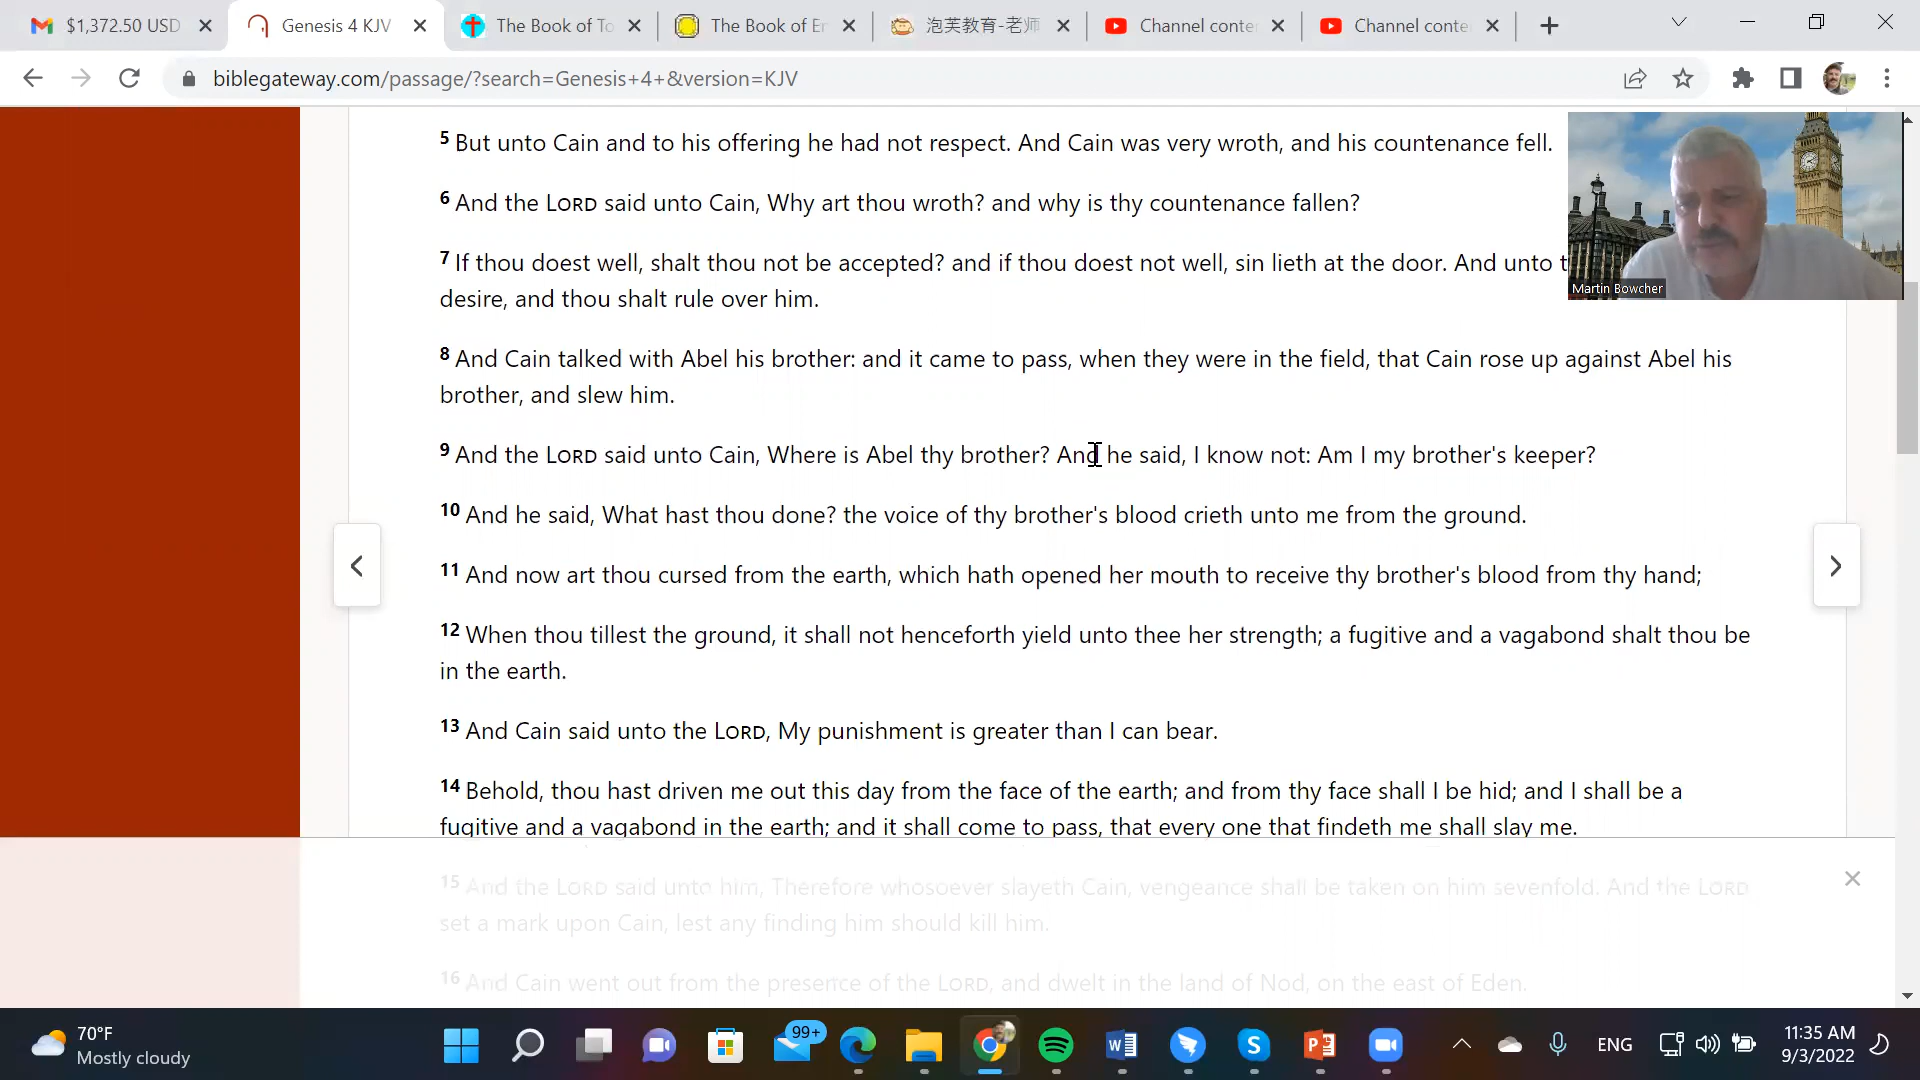 $1,372.50 USD
Genesis 4 KJV
The Book of To
The Book of En
泡芙教育-老师
Channel conte
Channel conte
biblegateway.com/passage/?search=Genesis+4+&version=KJV
5 But unto Cain and to his offering he had not respect. And Cain was very wroth, and his countenance fell.
6 And the LORD said unto Cain, Why art thou wroth? and why is thy countenance fallen?
7 If thou doest well, shalt thou not be accepted? and if thou doest not well, sin lieth at the door. And unto
desire, and thou shalt rule over him.
Martin Bowcher
8 And Cain talked with Abel his brother: and it came to pass, when they were in the field, that Cain rose up against Abel his
brother, and slew him.
9 And the LORD said unto Cain, Where is Abel thy brother? And he said, I know not: Am I my brother's keeper?
10 And he said, What hast thou done? the voice of thy brother's blood crieth unto me from the ground.
11 And now art thou cursed from the earth, which hath opened her mouth to receive thy brother's blood from thy hand;
12 When thou tillest the ground, it shall not henceforth yield unto thee her strength; a fugitive and a vagabond shalt thou be
in the earth.
13 And Cain said unto the LORD, My punishment is greater than I can bear.
14 Behold, thou hast driven me out this day from the face of the earth; and from thy face shall I be hid; and I shall be a
fugitive and a vagabond in the earth; and it shall come to pass, that every one that findeth me shall slay me.
15 And the LORD said unto him, Therefore whosoever slayeth Cain, vengeance shall be taken on him sevenfold. And the LORD
set a mark upon Cain, lest any finding him should kill him.
16 And Cain went out from the presence of the LORD, and dwelt in the land of Nod, on the east of Eden.
70°F
Mostly cloudy
99+
ENG
11:35 AM
9/3/2022